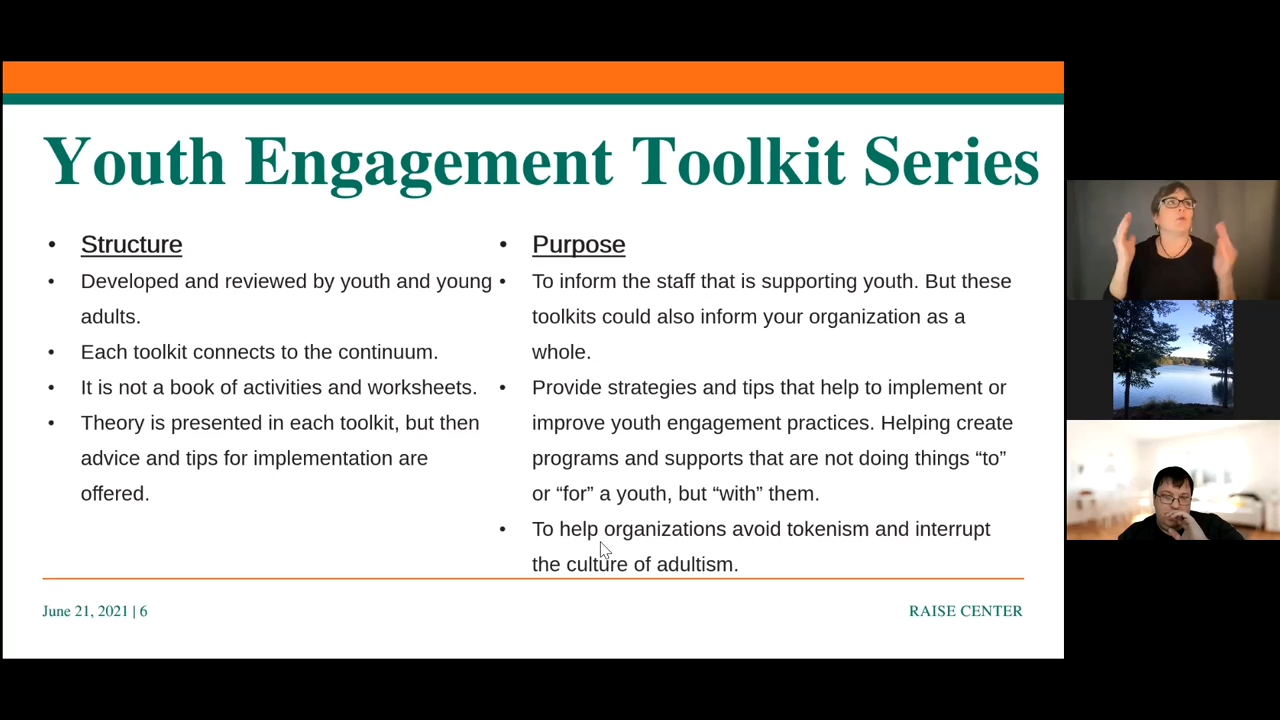 Youth Engagement Toolkit Series
• Structure
• Developed and reviewed by youth and young
adults.
• Each toolkit connects to the continuum.
• It is not a book of activities and worksheets.
• Theory is presented in each toolkit, but then
advice and tips for implementation are
offered.
• Purpose
• To inform the staff that is supporting youth. But these
toolkits could also inform your organization as a
whole.
• Provide strategies and tips that help to implement or
improve youth engagement practices. Helping create
programs and supports that are not doing things “to”
or “for” a youth, but “with” them.
• To help organizations avoid tokenism and interrupt
the culture of adultism.
June 21, 2021 | 6
RAISE CENTER